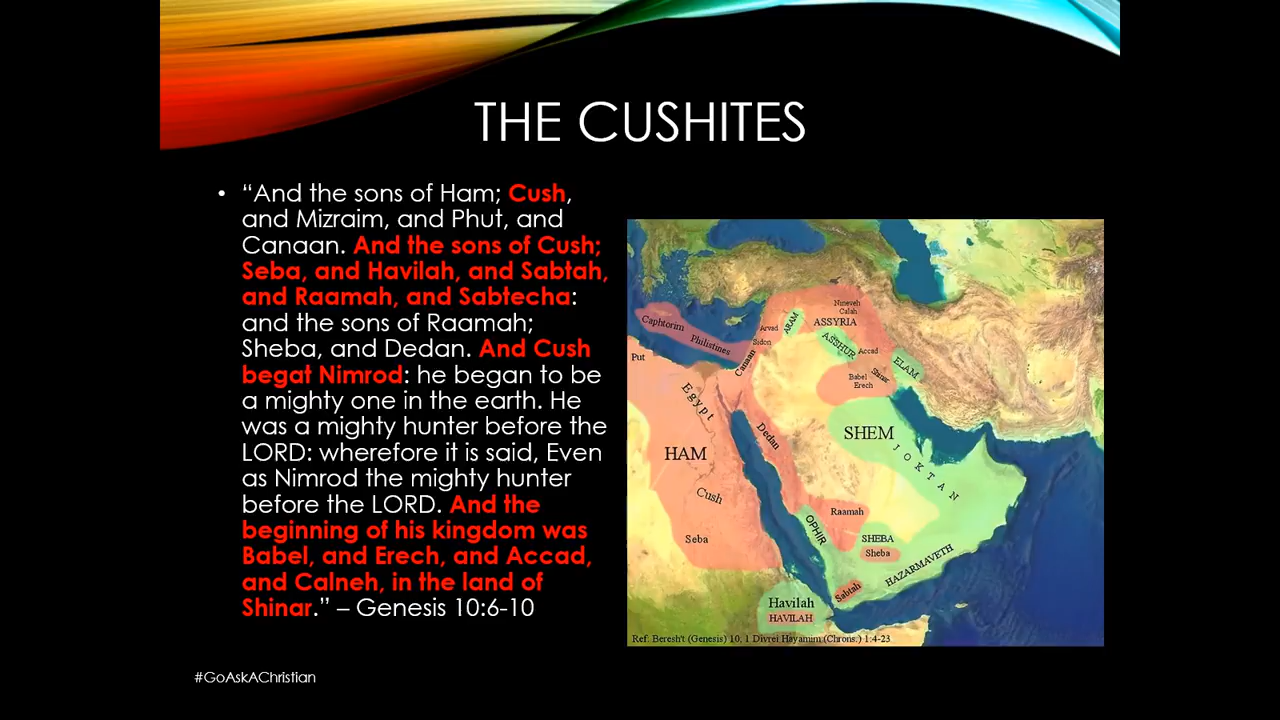 THE CUSHITES
• “And the sons of Ham; Cush,
and Mizraim, and Phut, and
Canaan. And the sons of Cush;
Seba, and Havilah, and Sabtah,
and Raamah, and Sabtecha:
and the sons of Raamah;
Sheba, and Dedan. And Cush
begat Nimrod: he began to be
a mighty one in the earth. He
was a mighty hunter before the
LORD: wherefore it is said, Even
as Nimrod the mighty hunter
before the LORD. And the
beginning of his kingdom was
Babel, and Erech, and Accad,
and Calneh, in the land of
Shinar.” – Genesis 10:6-10
Nineveh
Calah
Caphtorim
Arvad
ARAM
ASSYRIA
Philistines
Sidon
ASSHUR
Accad
Put
Canaan
ELAM
Babel
Shinar
Erech
Egypt
Dedan
SHEM
JOKTAN
HAM
Cush
Raamah
OPHIR
Seba
SHEBA
Sheba
HAZARMAVETH
Sabtah
Havilah
HAVILAH
Ref. Beresh't (Genesis) 10, 1 Divrei Hayamim (Chrons.) 1:4-23
#GoAskAChristian